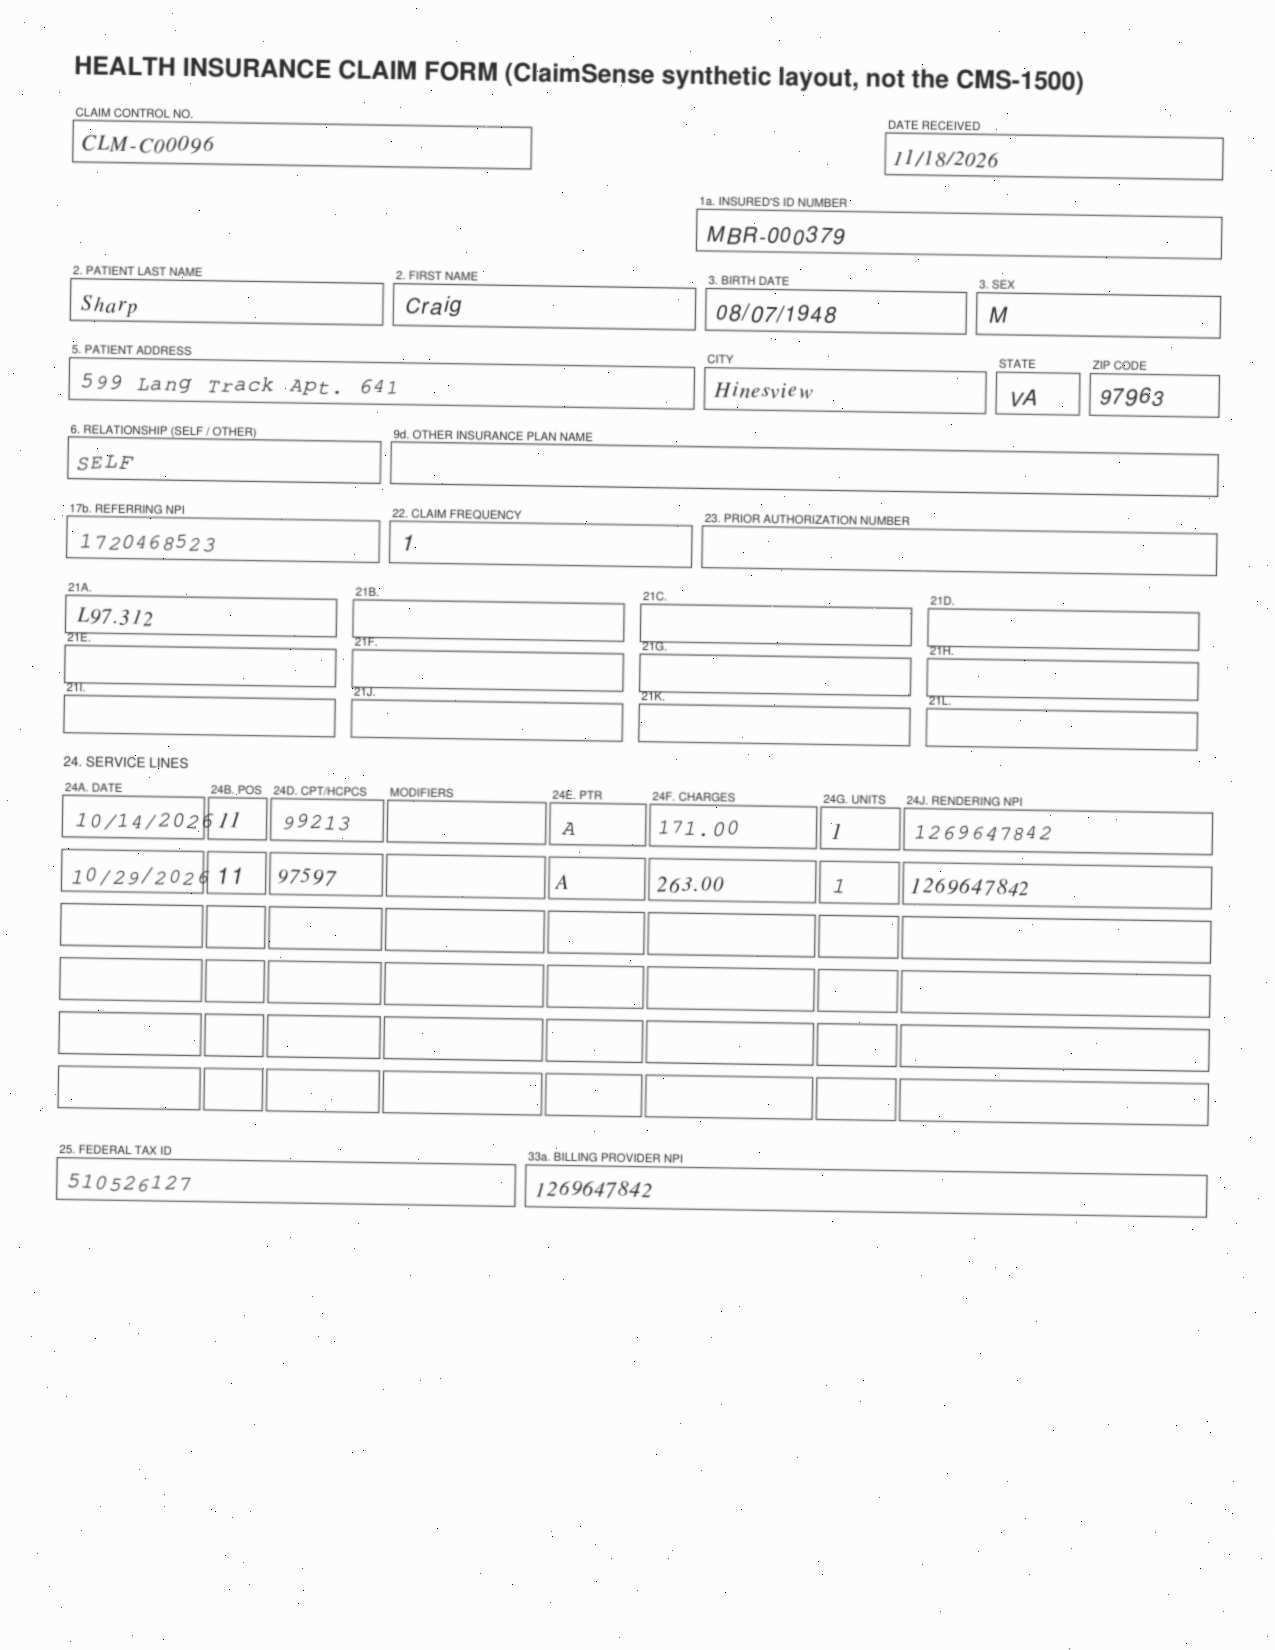 HEALTH INSURANCE CLAIM FORM (ClaimSense synthetic layout, not the CMS-1500)
CLAIM CONTROL NO.
CLM-C00096
DATE RECEIVED
11/18/2026
1a. INSURED'S ID NUMBER
MBR-000379
2. PATIENT LAST NAME 2. FIRST NAME 3. BIRTH DATE 3. SEX
Sharp Craig 08/07/1948 M
5. PATIENT ADDRESS CITY STATE ZIP CODE
599 Lang Track Apt. 641 Hinesview VA 97963
6. RELATIONSHIP (SELF / OTHER) 9d. OTHER INSURANCE PLAN NAME
SELF
17b. REFERRING NPI 22. CLAIM FREQUENCY 23. PRIOR AUTHORIZATION NUMBER
1720468523 1
21A. 21B. 21C. 21D.
L97.312
21E. 21F. 21G. 21H.
21I. 21J. 21K. 21L.
24. SERVICE LINES
24A. DATE 24B. POS 24D. CPT/HCPCS MODIFIERS 24E. PTR 24F. CHARGES 24G. UNITS 24J. RENDERING NPI
10/14/2026 11 99213 A 171.00 1 1269647842
10/29/2026 11 97597 A 263.00 1 1269647842
25. FEDERAL TAX ID 33a. BILLING PROVIDER NPI
510526127 1269647842